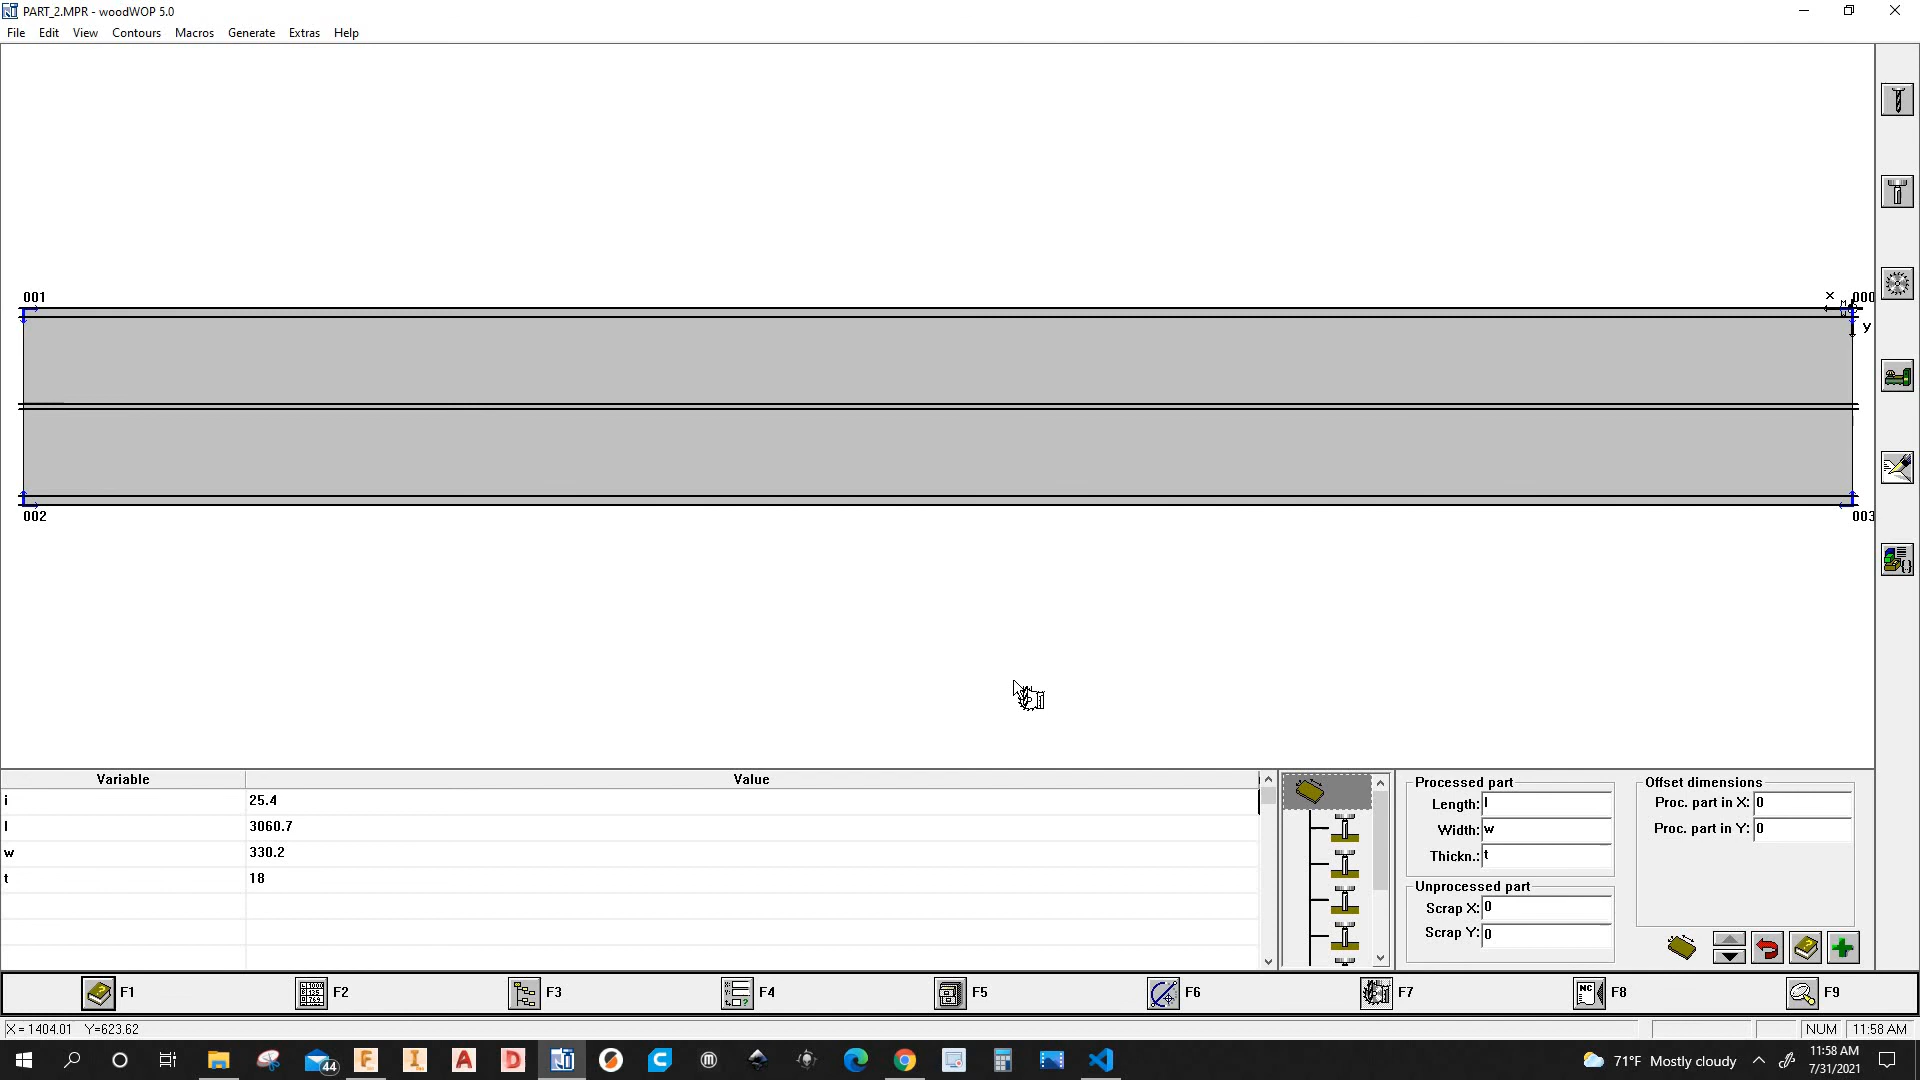 PART_2.MPR - woodWOP 5.0
File Edit View Contours Macros Generate Extras Help
001
x
000
y
002
003
Variable Value
i 25.4
l 3060.7
w 330.2
t 18
Processed part
Length: l
Width: w
Thickn.: t
Unprocessed part
Scrap X: 0
Scrap Y: 0
Offset dimensions
Proc. part in X: 0
Proc. part in Y: 0
F1 F2 F3 F4 F5 F6 F7 F8 F9
NC
X = 1404.01 Y=623.62
NUM 11:58 AM
44
71°F Mostly cloudy
11:58 AM
7/31/2021